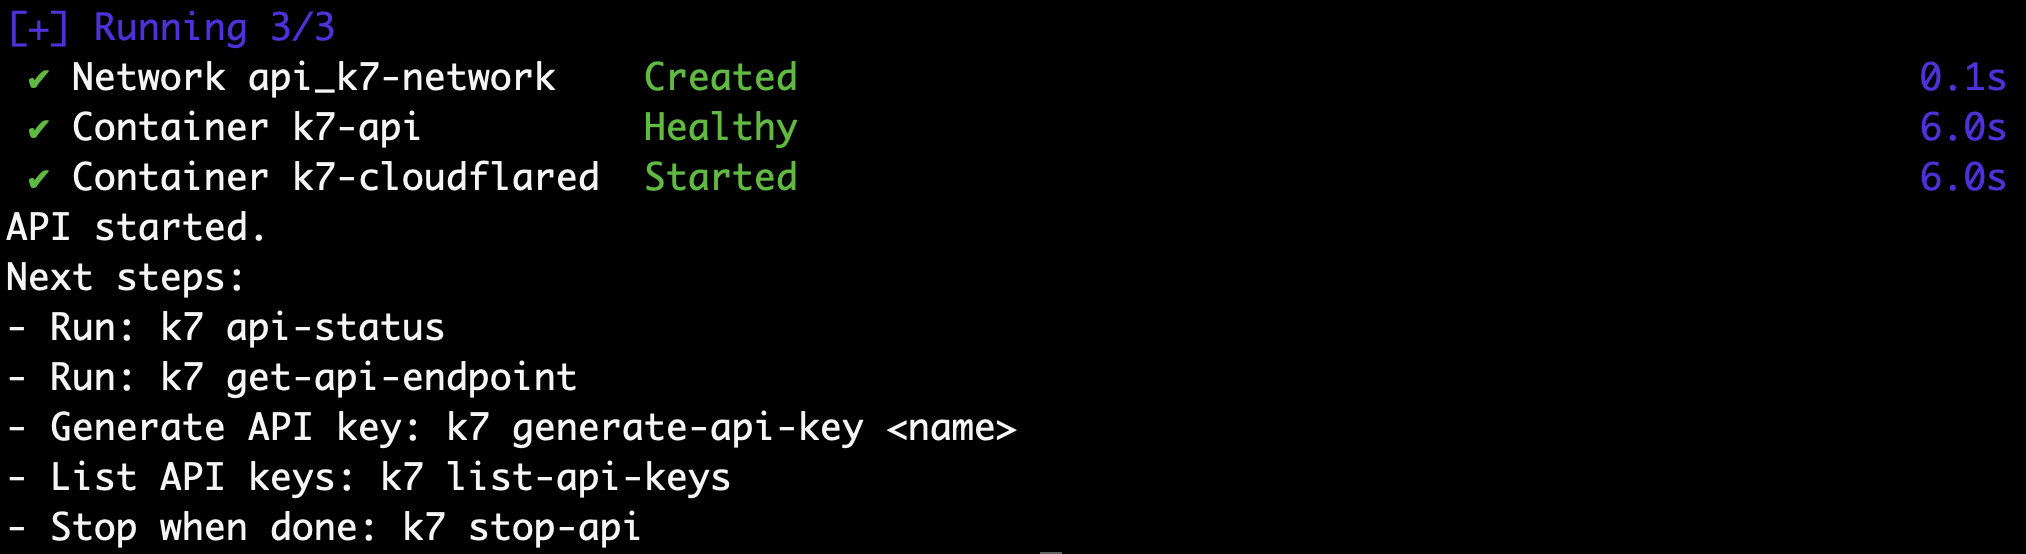 [+] Running 3/3
✔ Network api_k7-network    Created    0.1s
✔ Container k7-api          Healthy    6.0s
✔ Container k7-cloudflared  Started    6.0s
API started.
Next steps:
- Run: k7 api-status
- Run: k7 get-api-endpoint
- Generate API key: k7 generate-api-key <name>
- List API keys: k7 list-api-keys
- Stop when done: k7 stop-api